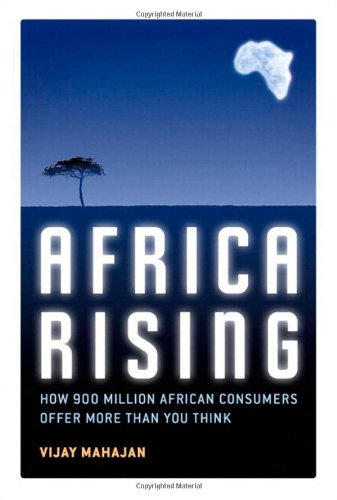 Copyrighted Material
AFRICA
RISING
HOW 900 MILLION AFRICAN CONSUMERS
OFFER MORE THAN YOU THINK
VIJAY MAHAJAN
Copyrighted Material